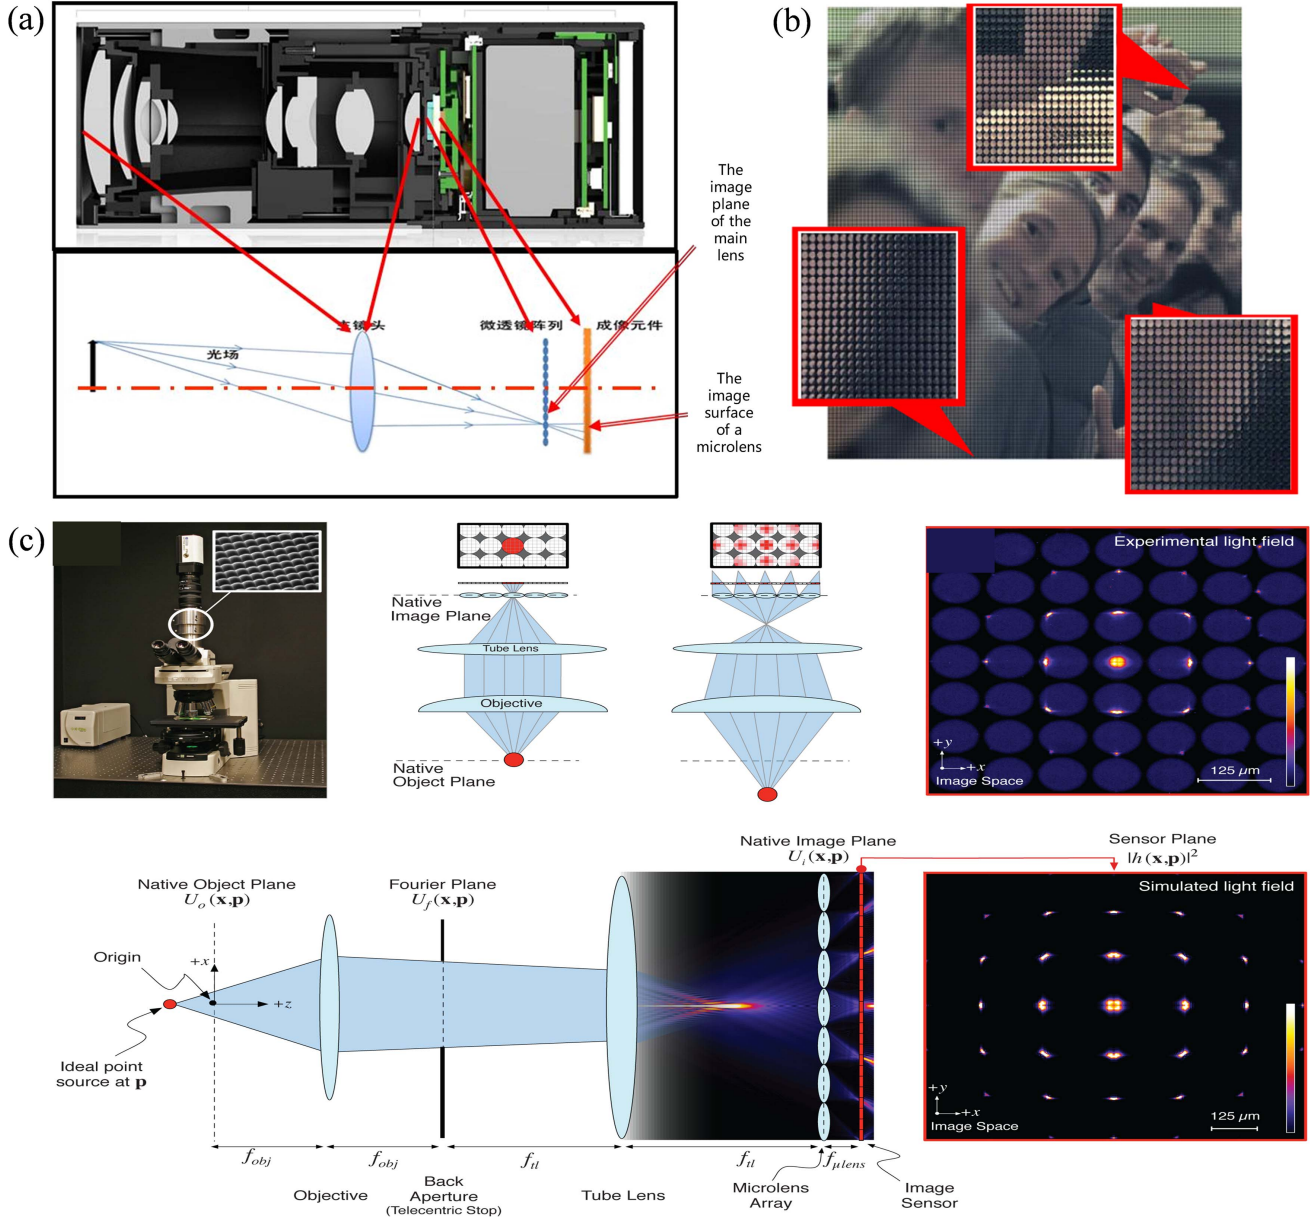 (a)
(b)
The
image
plane
of the
main
lens
主镜头
微透镜阵列
成像元件
光场
The
image
surface
of a
microlens
(c)
Native
Image Plane
Tube Lens
Objective
Native
Object Plane
Experimental light field
+y
+x
Image Space
125 μm
Native Object Plane
U_o(x,p)
Fourier Plane
U_f(x,p)
Native Image Plane
U_i(x,p)
Sensor Plane
|h(x,p)|²
Simulated light field
Origin
+x
+z
Ideal point
source at p
+y
+x
Image Space
125 μm
f_obj
f_obj
f_tl
f_tl
f_μlens
Objective
Back
Aperture
(Telecentric Stop)
Tube Lens
Microlens
Array
Image
Sensor